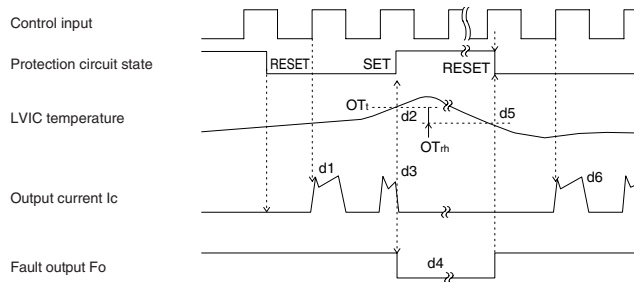 Control input
Protection circuit state
RESET
SET
RESET
LVIC temperature
OTt
d2
d5
OTrh
Output current Ic
d1
d3
d6
Fault output Fo
d4